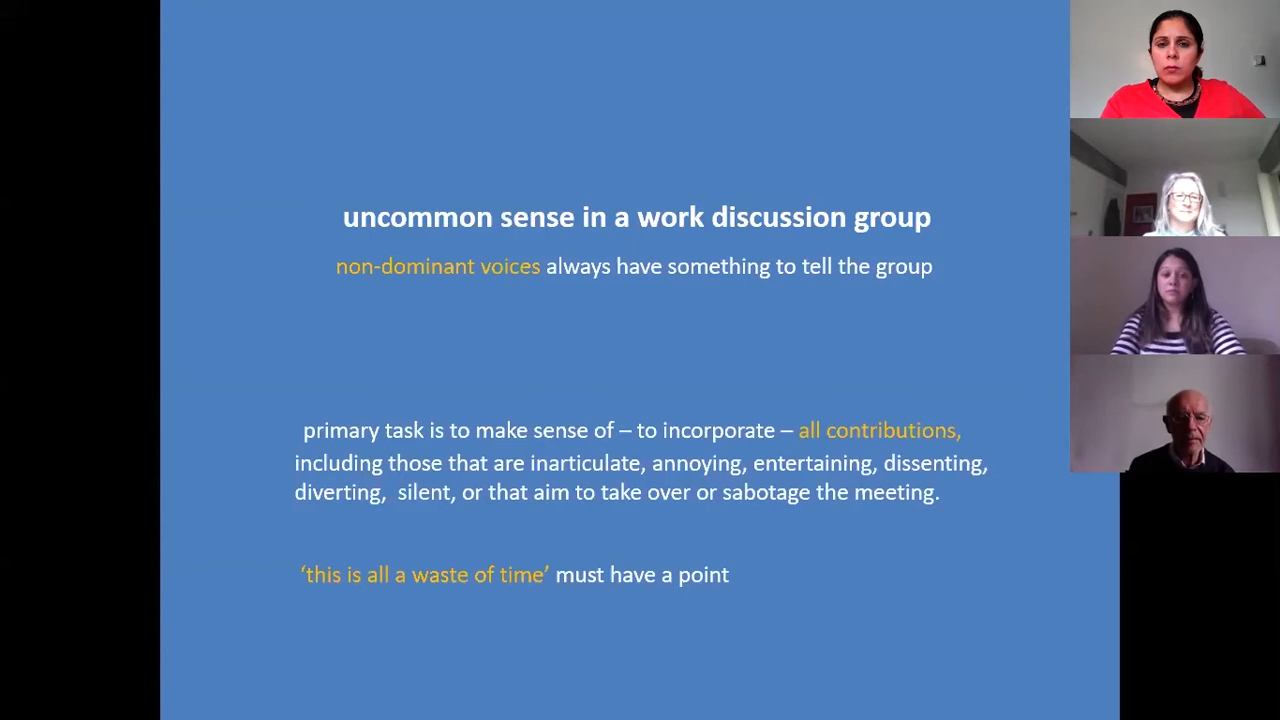 uncommon sense in a work discussion group
non-dominant voices always have something to tell the group
primary task is to make sense of – to incorporate – all contributions,
including those that are inarticulate, annoying, entertaining, dissenting,
diverting,  silent, or that aim to take over or sabotage the meeting.
‘this is all a waste of time’ must have a point